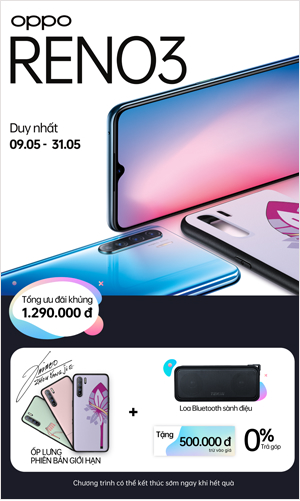 oppo
RENO3
Duy nhất
09.05 - 31.05
Tổng ưu đãi khủng
1.290.000 đ
ỐP LƯNG
PHIÊN BẢN GIỚI HẠN
+
Loa Bluetooth sành điệu
Tặng
500.000 đ
trừ vào giá
0%
Trả góp
Chương trình có thể kết thúc sớm ngay khi hết quà